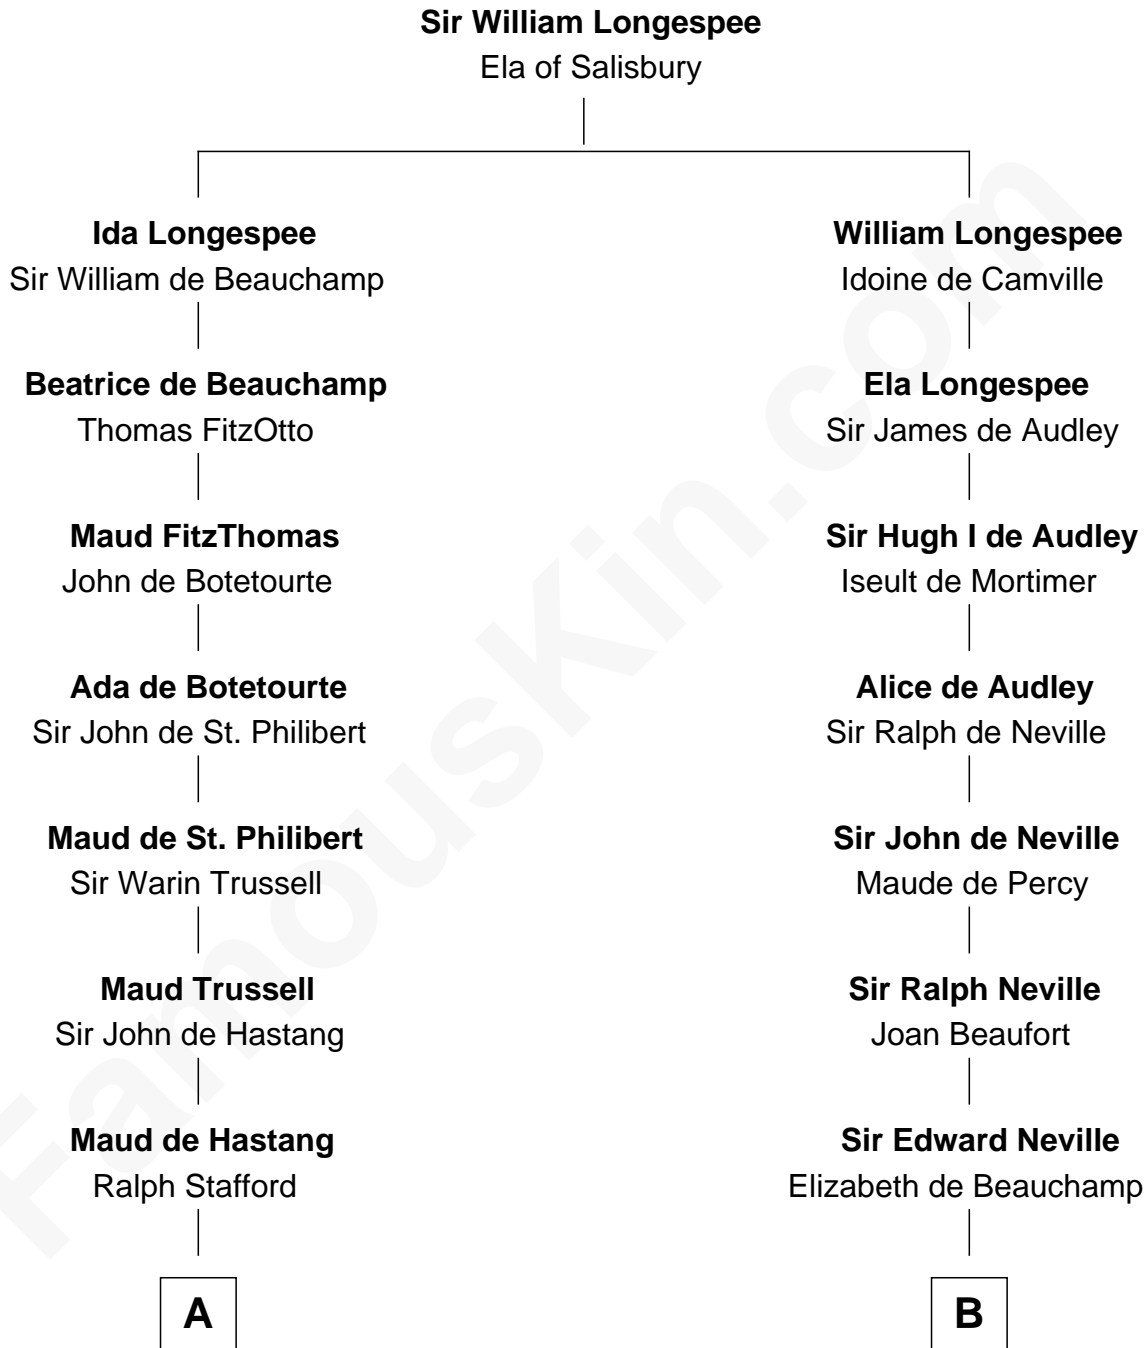 Sir William Longespee
Ela of Salisbury
Ida Longespee
Sir William de Beauchamp
William Longespee
Idoine de Camville
Beatrice de Beauchamp
Thomas FitzOtto
Ela Longespee
Sir James de Audley
Maud FitzThomas
John de Botetourte
Sir Hugh I de Audley
Iseult de Mortimer
Ada de Botetourte
Sir John de St. Philibert
Alice de Audley
Sir Ralph de Neville
Maud de St. Philibert
Sir Warin Trussell
Sir John de Neville
Maude de Percy
Maud Trussell
Sir John de Hastang
Sir Ralph Neville
Joan Beaufort
Maud de Hastang
Ralph Stafford
Sir Edward Neville
Elizabeth de Beauchamp
A
B
FamousKin.com